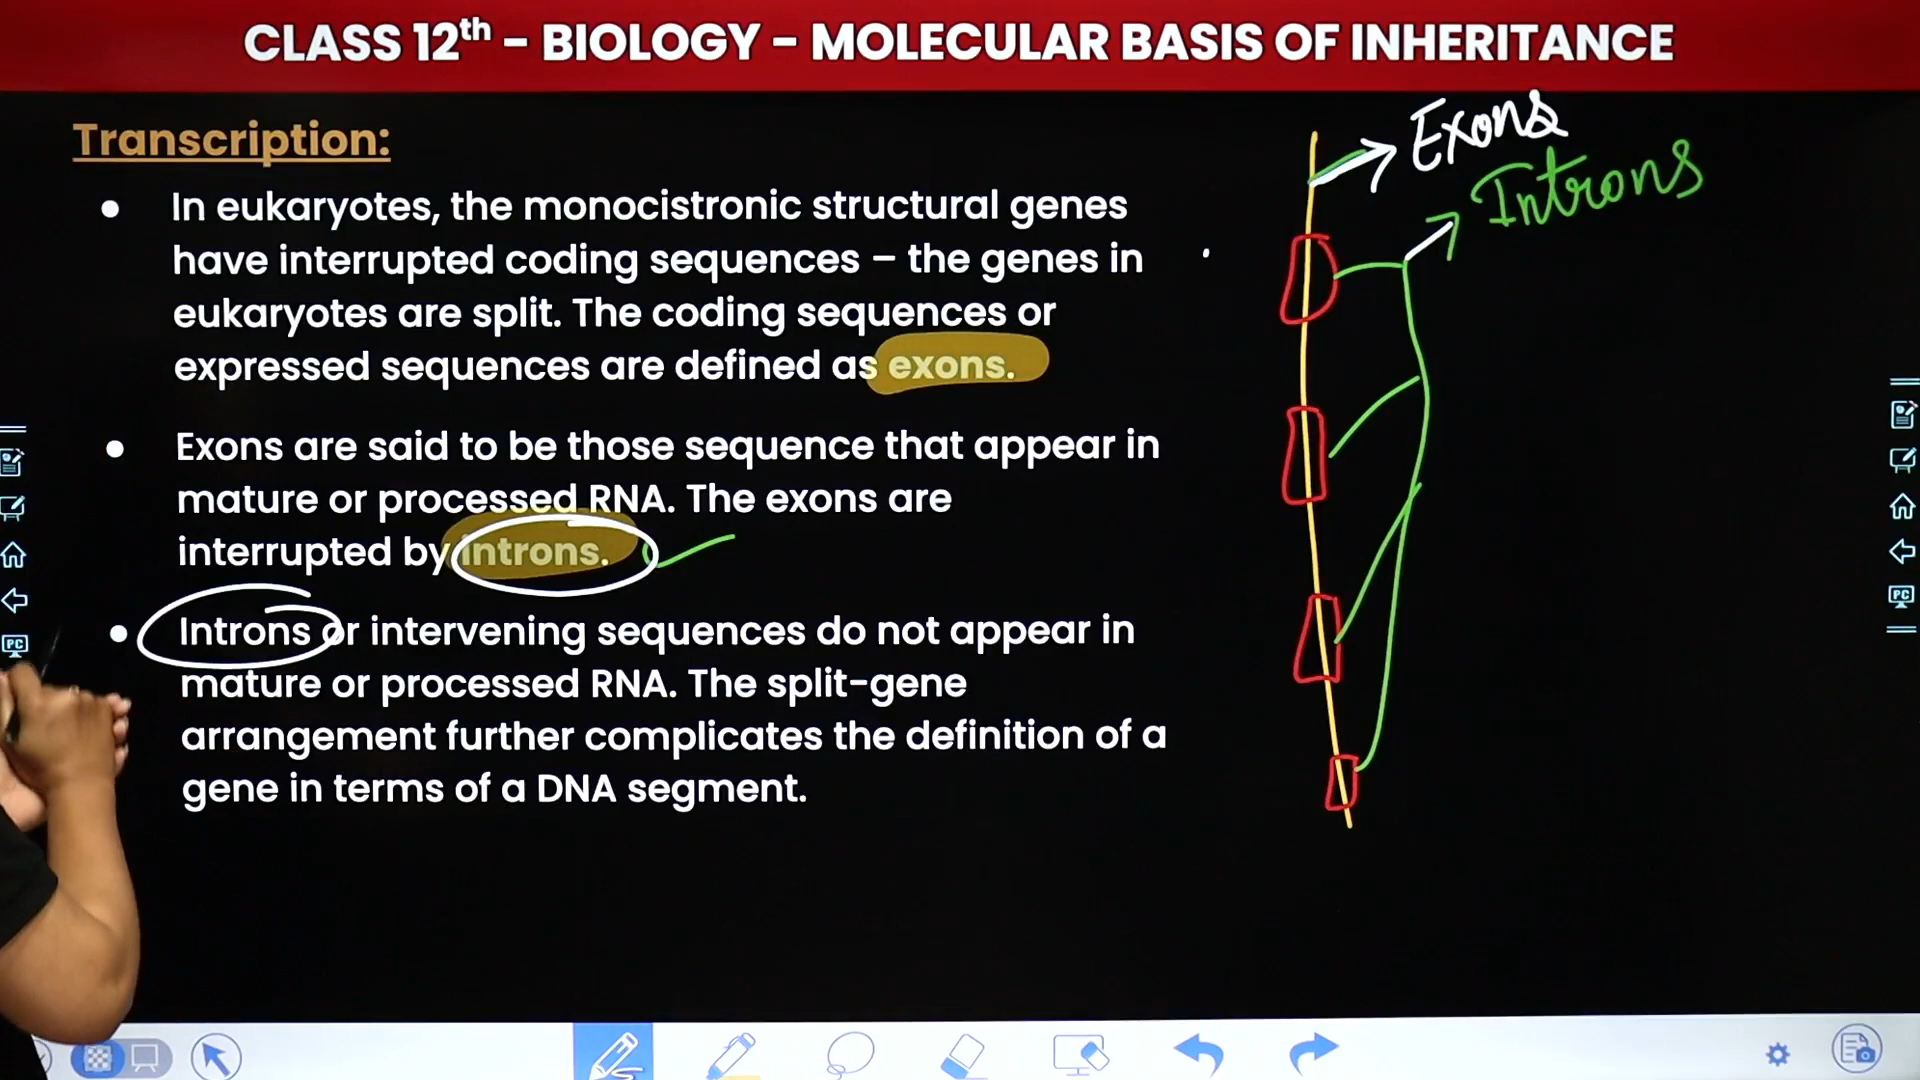 CLASS 12th - BIOLOGY - MOLECULAR BASIS OF INHERITANCE
Transcription:
• In eukaryotes, the monocistronic structural genes
have interrupted coding sequences – the genes in
eukaryotes are split. The coding sequences or
expressed sequences are defined as exons.
• Exons are said to be those sequence that appear in
mature or processed RNA. The exons are
interrupted by introns.
• Introns or intervening sequences do not appear in
mature or processed RNA. The split-gene
arrangement further complicates the definition of a
gene in terms of a DNA segment.
Exons
Introns
PC
PC